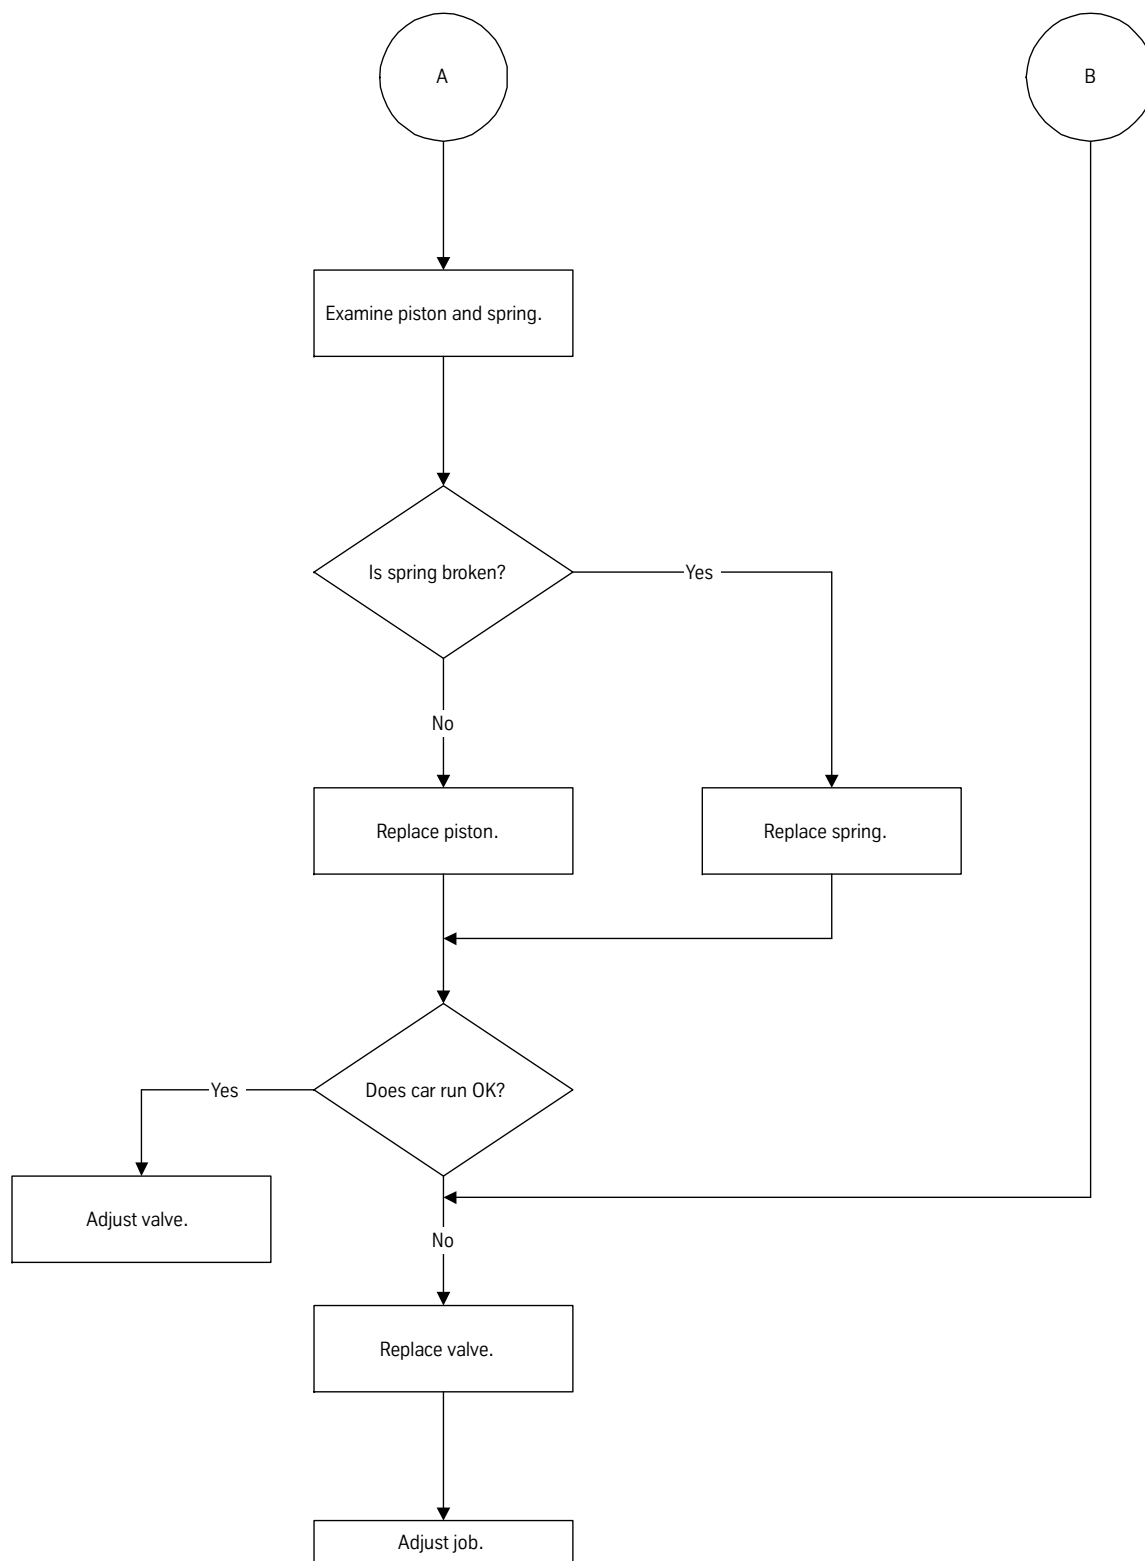 A
B
Examine piston and spring.
Is spring broken?
Yes
No
Replace piston.
Replace spring.
Does car run OK?
Yes
Adjust valve.
No
Replace valve.
Adjust job.